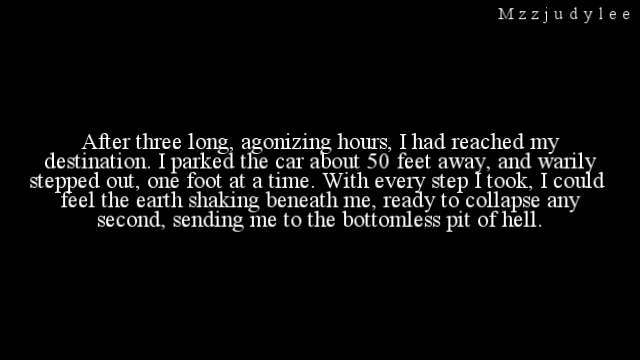 M z z j u d y l e e
After three long, agonizing hours, I had reached my
destination. I parked the car about 50 feet away, and warily
stepped out, one foot at a time. With every step I took, I could
feel the earth shaking beneath me, ready to collapse any
second, sending me to the bottomless pit of hell.